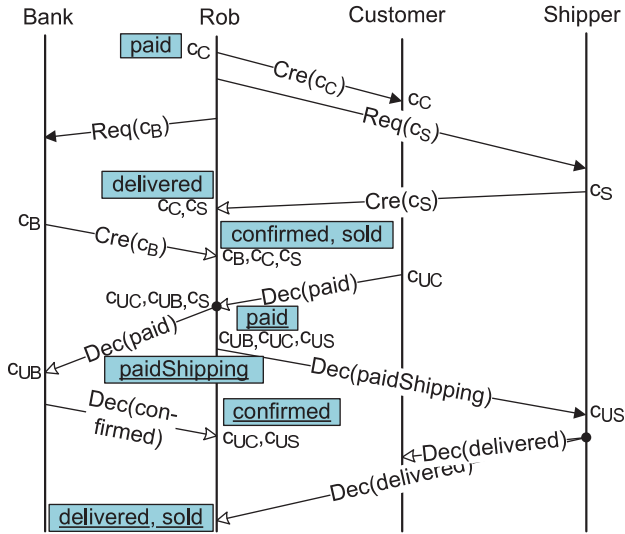 Bank Rob Customer Shipper
paid cC
Cre(cC)
cC
Req(cS)
Req(cB)
delivered
cC,cS
Cre(cS)
cS
cB
Cre(cB)
confirmed, sold
cB,cC,cS
cUC
Dec(paid)
cUC,cUB,cS
paid
Dec(paid)
cUB,cUC,cUS
cUB
paidShipping
Dec(paidShipping)
Dec(con-
firmed)
confirmed
cUC,cUS
cUS
Dec(delivered)
Dec(delivered)
delivered, sold